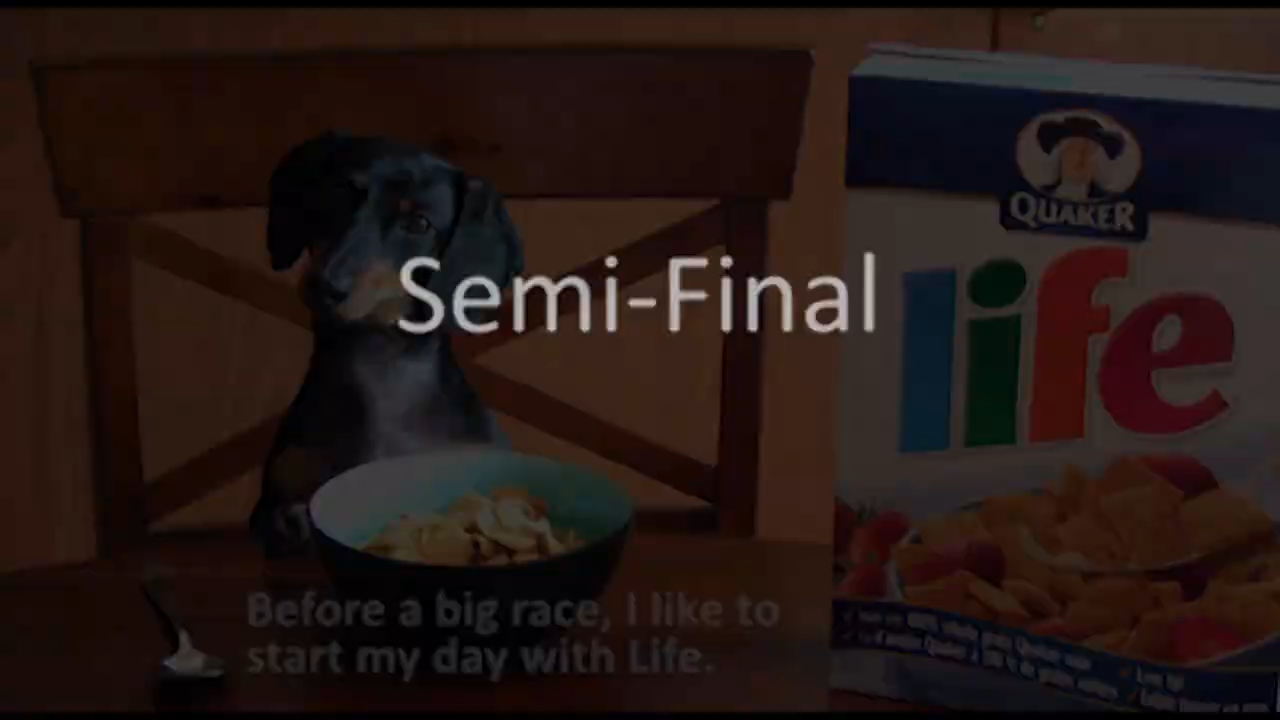 QUAKER
life
Semi-Final
Before a big race, I like to
start my day with Life.